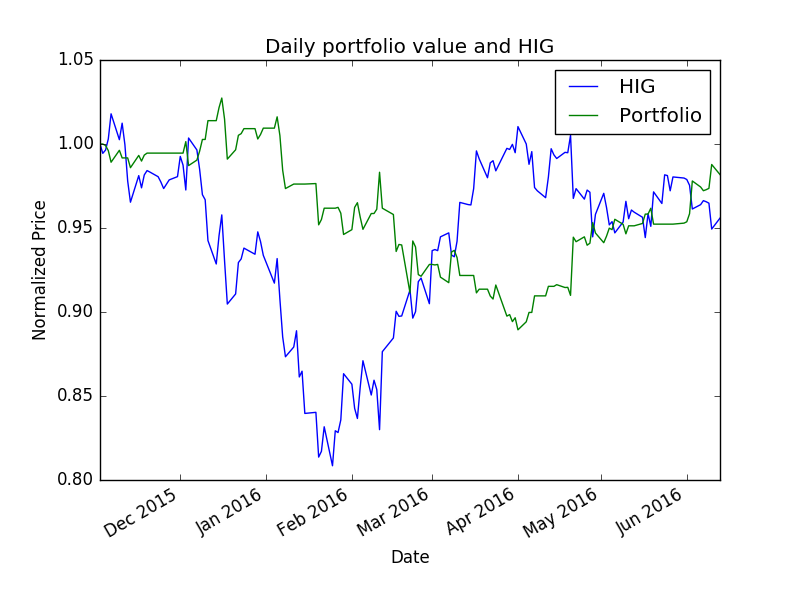 Daily portfolio value and HIG
HIG
Portfolio
1.05
1.00
0.95
0.90
0.85
0.80
Normalized Price
Dec 2015
Jan 2016
Feb 2016
Mar 2016
Apr 2016
May 2016
Jun 2016
Date